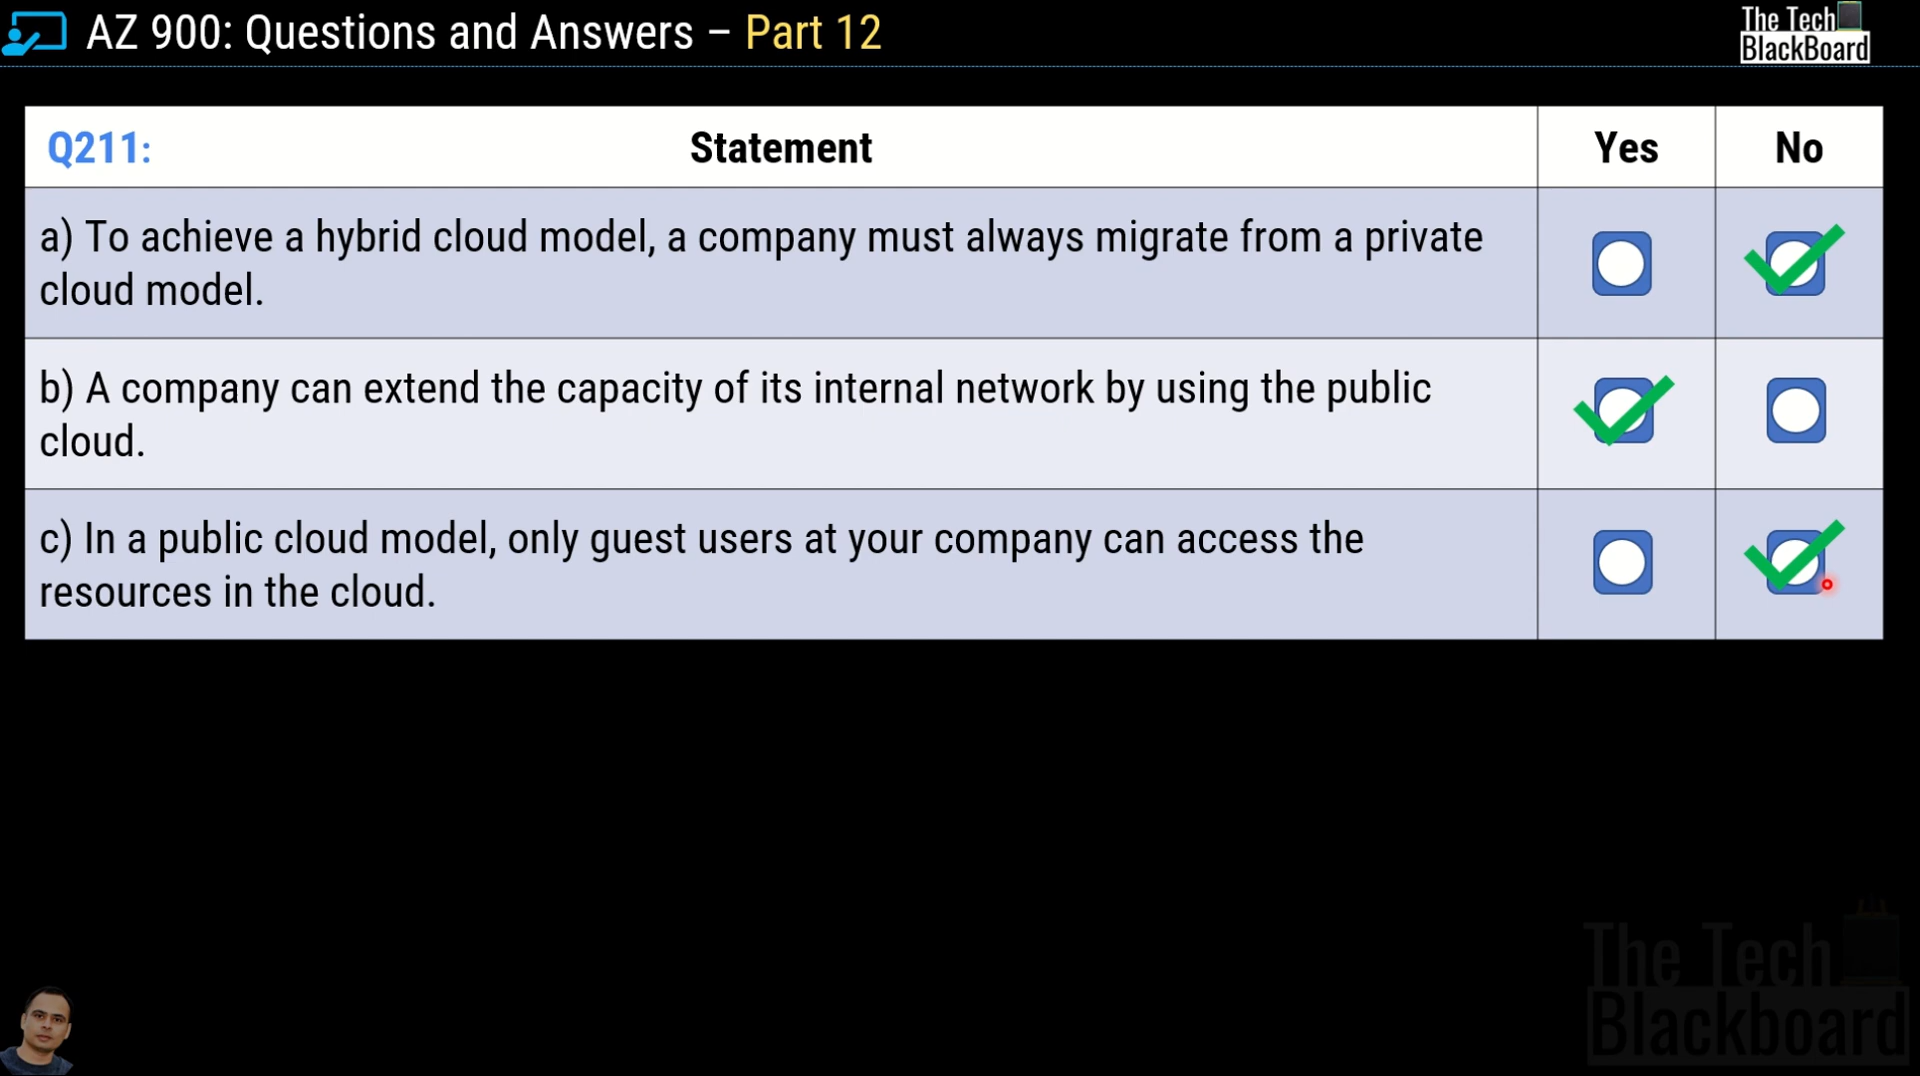 AZ 900: Questions and Answers – Part 12
The Tech
BlackBoard
Q211: Statement Yes No
a) To achieve a hybrid cloud model, a company must always migrate from a private
cloud model.
b) A company can extend the capacity of its internal network by using the public
cloud.
c) In a public cloud model, only guest users at your company can access the
resources in the cloud.
The Tech
Blackboard